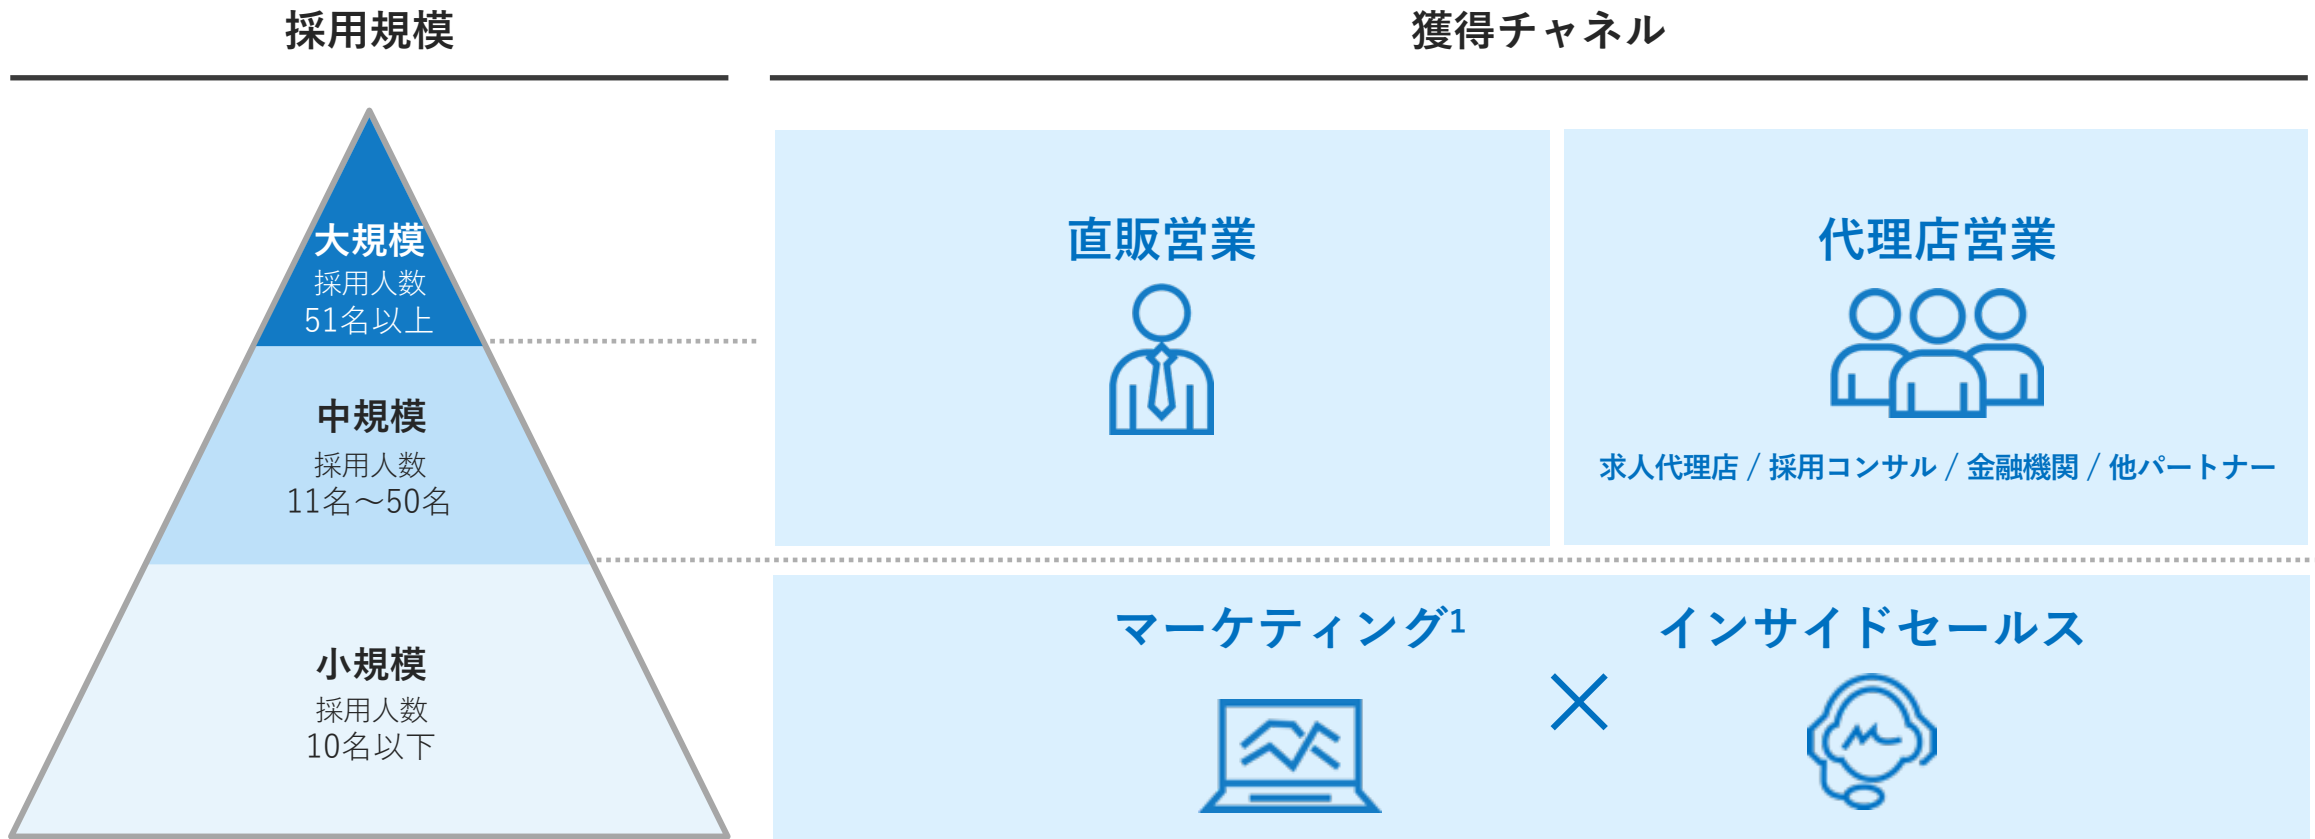 採用規模
獲得チャネル
大規模
採用人数
51名以上
中規模
採用人数
11名～50名
小規模
採用人数
10名以下
直販営業
代理店営業
求人代理店 / 採用コンサル / 金融機関 / 他パートナー
マーケティング1
×
インサイドセールス